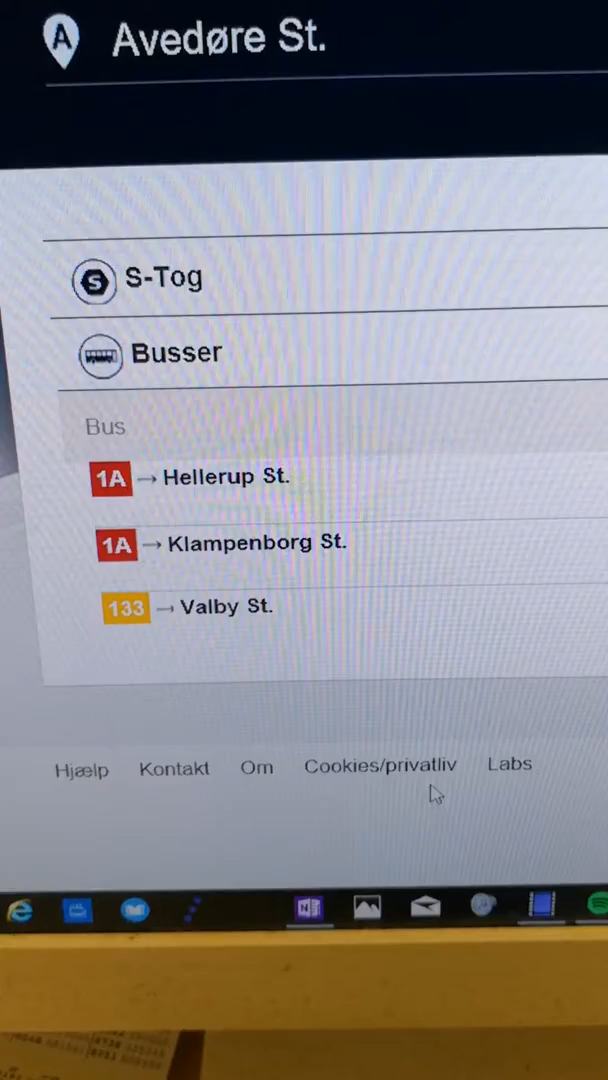 A Avedøre St.
S S-Tog
Busser
Bus
1A → Hellerup St.
1A → Klampenborg St.
133 → Valby St.
Hjælp Kontakt Om Cookies/privatliv Labs